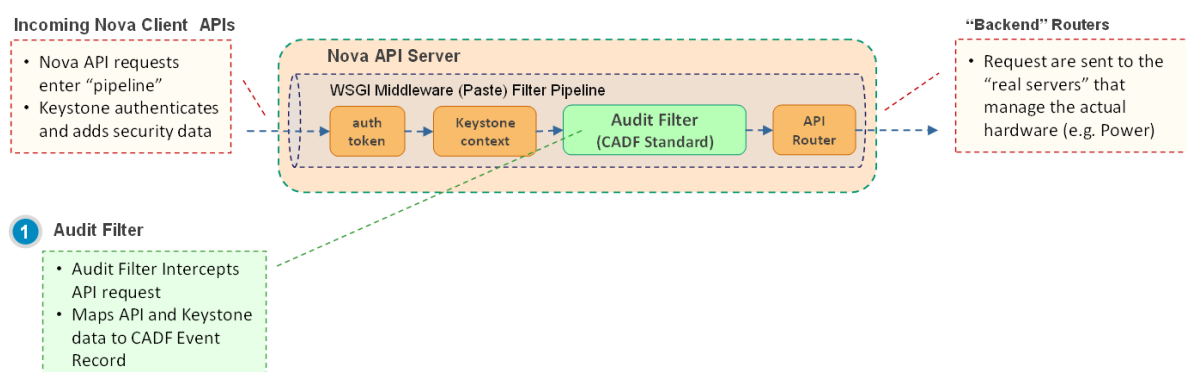 Incoming Nova Client APIs
• Nova API requests
enter “pipeline”
• Keystone authenticates
and adds security data
Nova API Server
WSGI Middleware (Paste) Filter Pipeline
auth
token
Keystone
context
Audit Filter
(CADF Standard)
API
Router
“Backend” Routers
• Request are sent to the
“real servers” that
manage the actual
hardware (e.g. Power)
1 Audit Filter
• Audit Filter Intercepts
API request
• Maps API and Keystone
data to CADF Event
Record